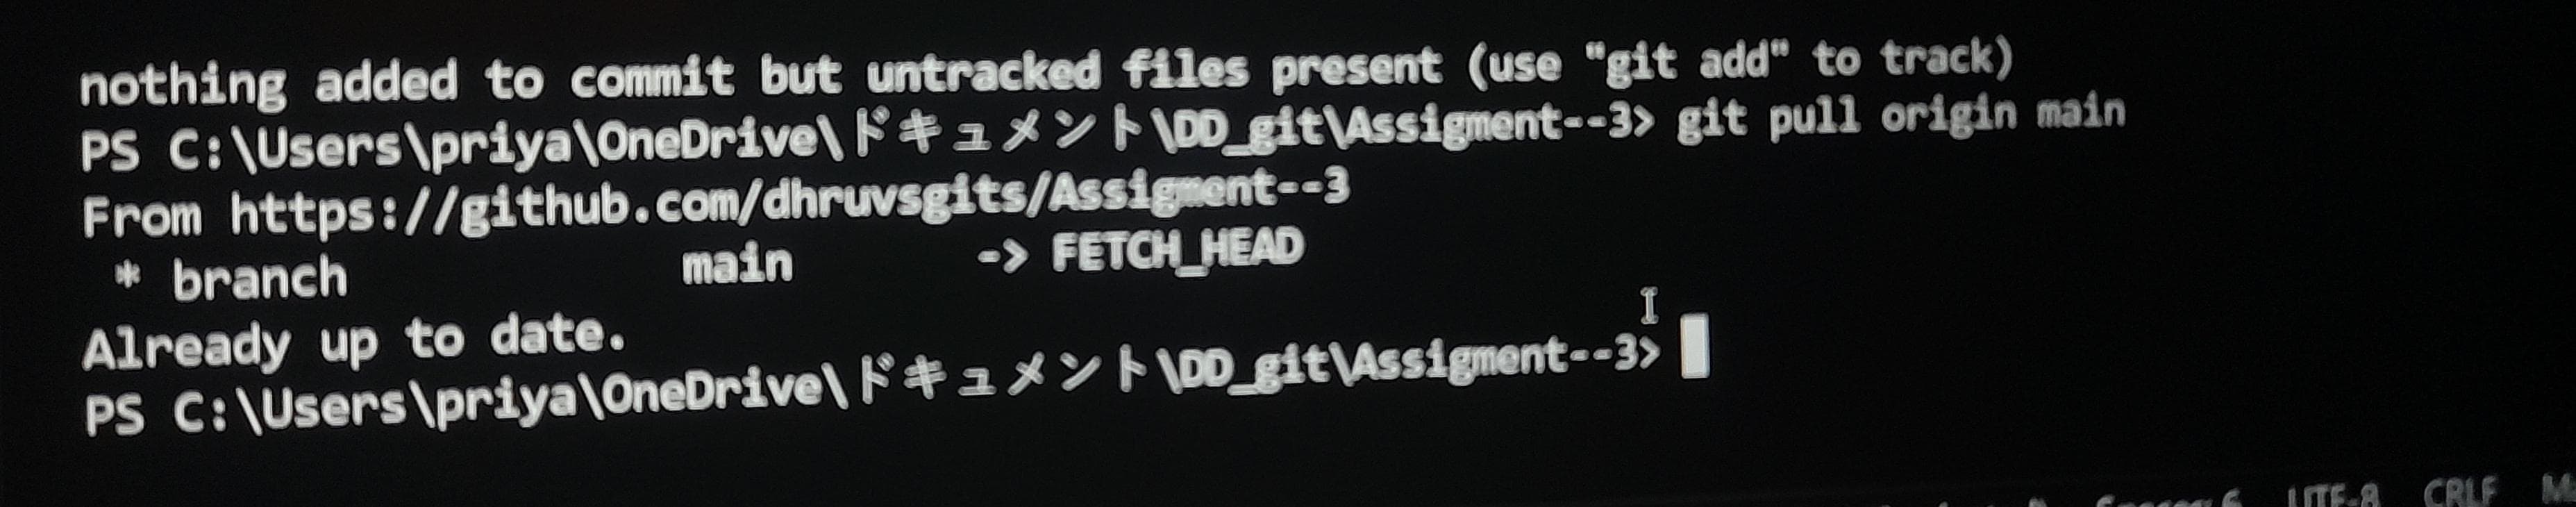 nothing added to commit but untracked files present (use "git add" to track)
PS C:\Users\priya\OneDrive\ドキュメント\DD_git\Assigment--3> git pull origin main
From https://github.com/dhruvsgits/Assigment--3
 * branch            main       -> FETCH_HEAD
Already up to date.
PS C:\Users\priya\OneDrive\ドキュメント\DD_git\Assigment--3>
UTF-8 CRLF